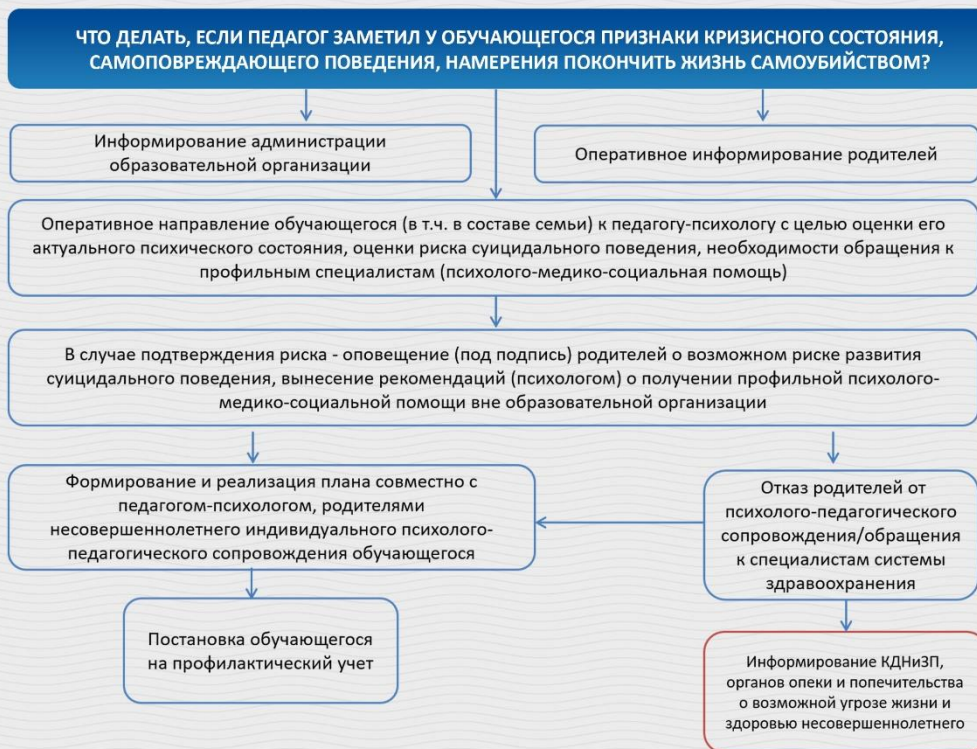 ЧТО ДЕЛАТЬ, ЕСЛИ ПЕДАГОГ ЗАМЕТИЛ У ОБУЧАЮЩЕГОСЯ ПРИЗНАКИ КРИЗИСНОГО СОСТОЯНИЯ,
САМОПОВРЕЖДАЮЩЕГО ПОВЕДЕНИЯ, НАМЕРЕНИЯ ПОКОНЧИТЬ ЖИЗНЬ САМОУБИЙСТВОМ?
Информирование администрации
образовательной организации
Оперативное информирование родителей
Оперативное направление обучающегося (в т.ч. в составе семьи) к педагогу-психологу с целью оценки его
актуального психического состояния, оценки риска суицидального поведения, необходимости обращения к
профильным специалистам (психолого-медико-социальная помощь)
В случае подтверждения риска - оповещение (под подпись) родителей о возможном риске развития
суицидального поведения, вынесение рекомендаций (психологом) о получении профильной психолого-
медико-социальной помощи вне образовательной организации
Формирование и реализация плана совместно с
педагогом-психологом, родителями
несовершеннолетнего индивидуального психолого-
педагогического сопровождения обучающегося
Отказ родителей от
психолого-педагогического
сопровождения/обращения
к специалистам системы
здравоохранения
Постановка обучающегося
на профилактический учет
Информирование КДНиЗП,
органов опеки и попечительства
о возможной угрозе жизни и
здоровью несовершеннолетнего